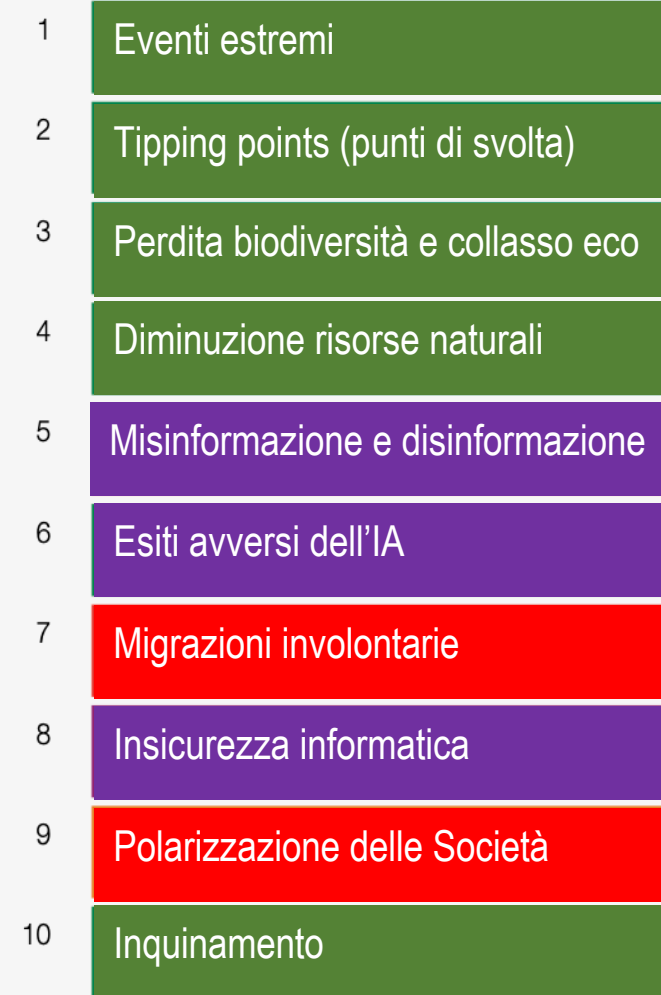 1 Eventi estremi
2 Tipping points (punti di svolta)
3 Perdita biodiversità e collasso eco
4 Diminuzione risorse naturali
5 Misinformazione e disinformazione
6 Esiti avversi dell’IA
7 Migrazioni involontarie
8 Insicurezza informatica
9 Polarizzazione delle Società
10 Inquinamento